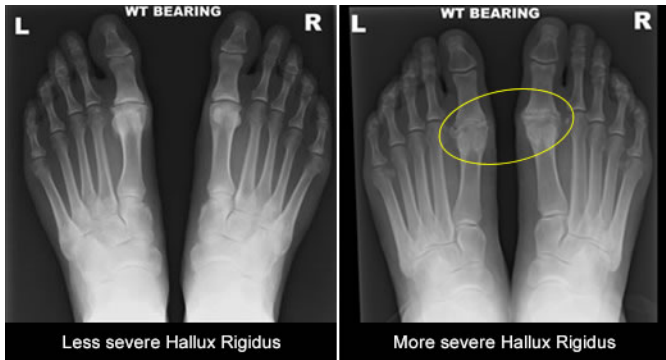 WT BEARING
L
R
Less severe Hallux Rigidus
WT BEARING
L
R
More severe Hallux Rigidus